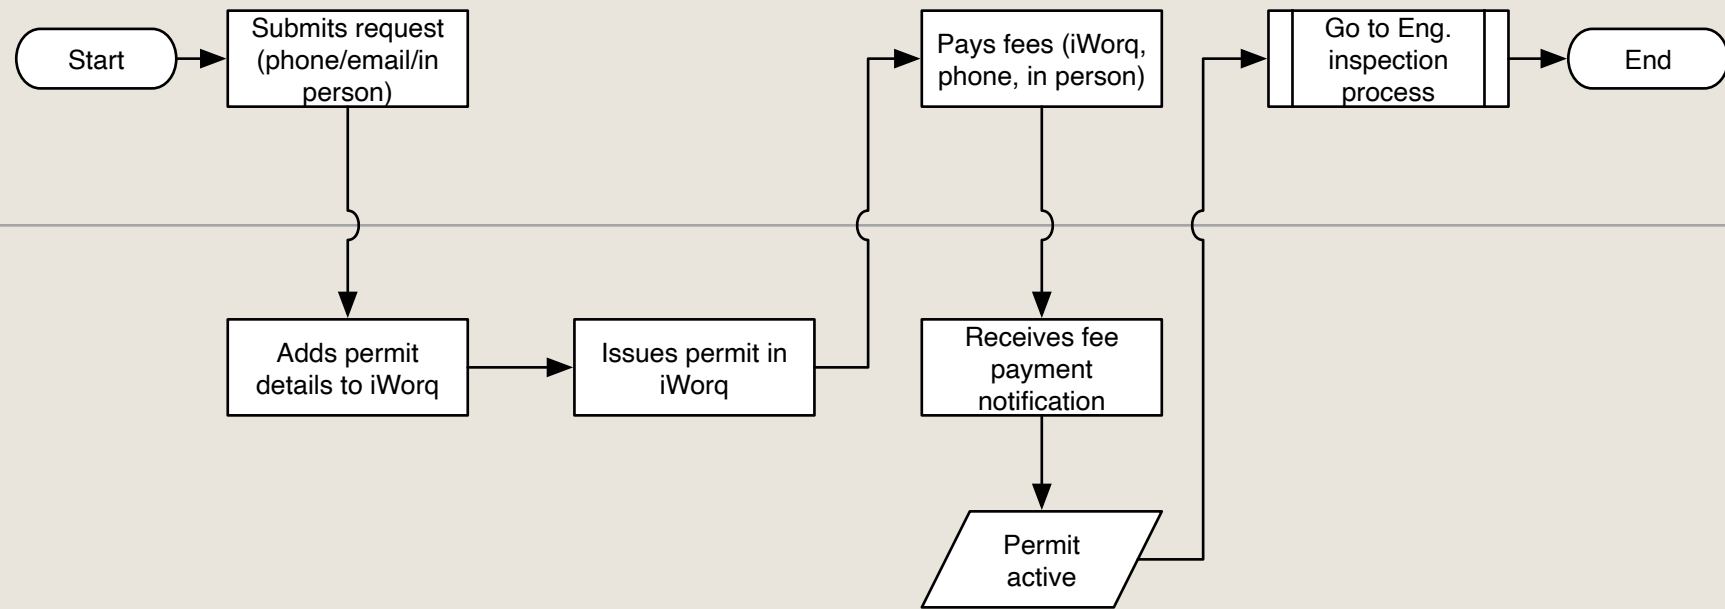 Start
Submits request
(phone/email/in
person)
Pays fees (iWorq,
phone, in person)
Go to Eng.
inspection
process
End
Adds permit
details to iWorq
Issues permit in
iWorq
Receives fee
payment
notification
Permit
active